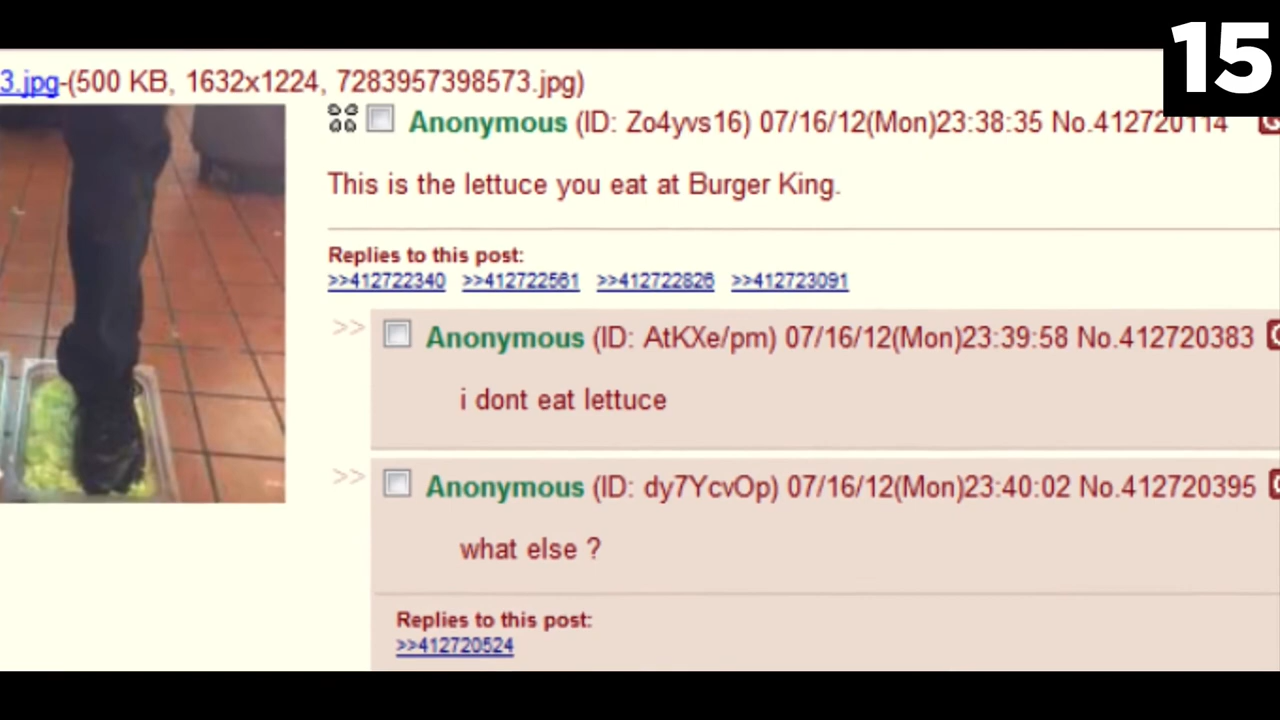 15
3.jpg-(500 KB, 1632x1224, 7283957398573.jpg)
Anonymous (ID: Zo4yvs16) 07/16/12(Mon)23:38:35 No.412720114
This is the lettuce you eat at Burger King.
Replies to this post:
>>412722340 >>412722561 >>412722826 >>412723091
>> Anonymous (ID: AtKXe/pm) 07/16/12(Mon)23:39:58 No.412720383
i dont eat lettuce
>> Anonymous (ID: dy7YcvOp) 07/16/12(Mon)23:40:02 No.412720395
what else ?
Replies to this post:
>>412720524